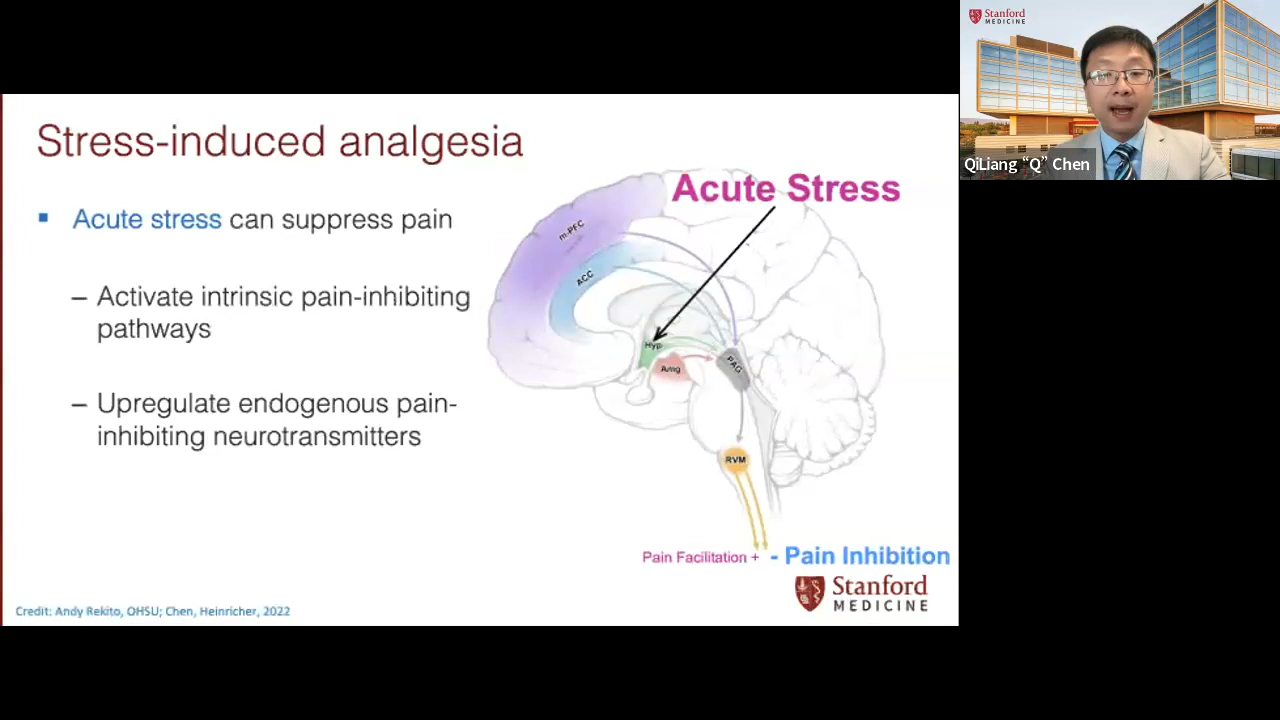 Stanford
MEDICINE
QiLiang “Q” Chen
Stress-induced analgesia
Acute Stress
▪ Acute stress can suppress pain
– Activate intrinsic pain-inhibiting
pathways
– Upregulate endogenous pain-
inhibiting neurotransmitters
m-PFC
ACC
Hyp
Amg
PAG
RVM
Pain Facilitation +
- Pain Inhibition
Stanford
MEDICINE
Credit: Andy Rekito, OHSU; Chen, Heinricher, 2022